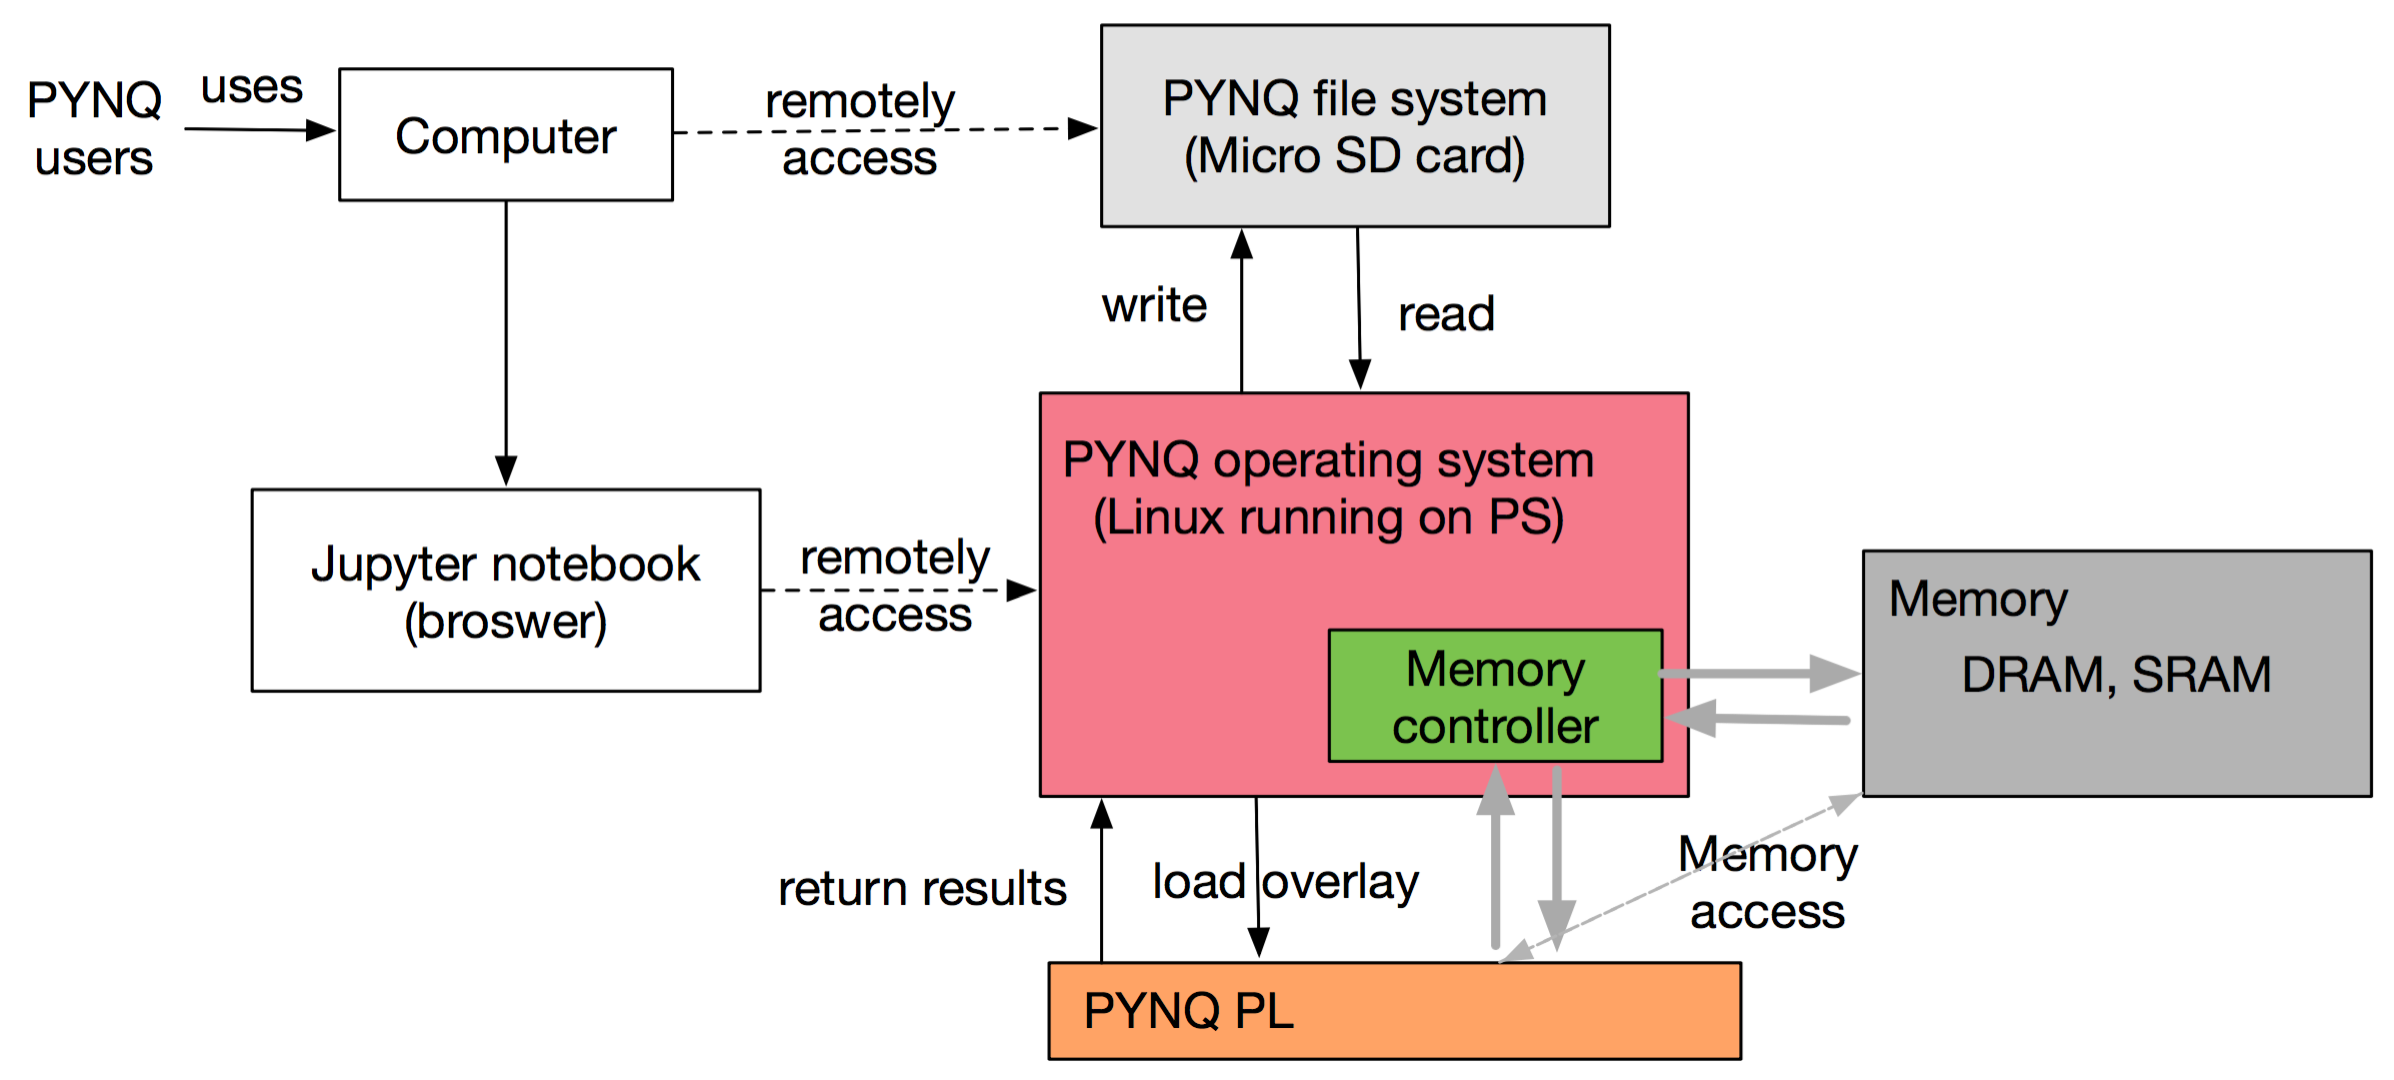 PYNQ
users
uses
Computer
remotely
access
PYNQ file system
(Micro SD card)
write
read
Jupyter notebook
(broswer)
remotely
access
PYNQ operating system
(Linux running on PS)
Memory
controller
Memory
DRAM, SRAM
return results
load overlay
Memory
access
PYNQ PL